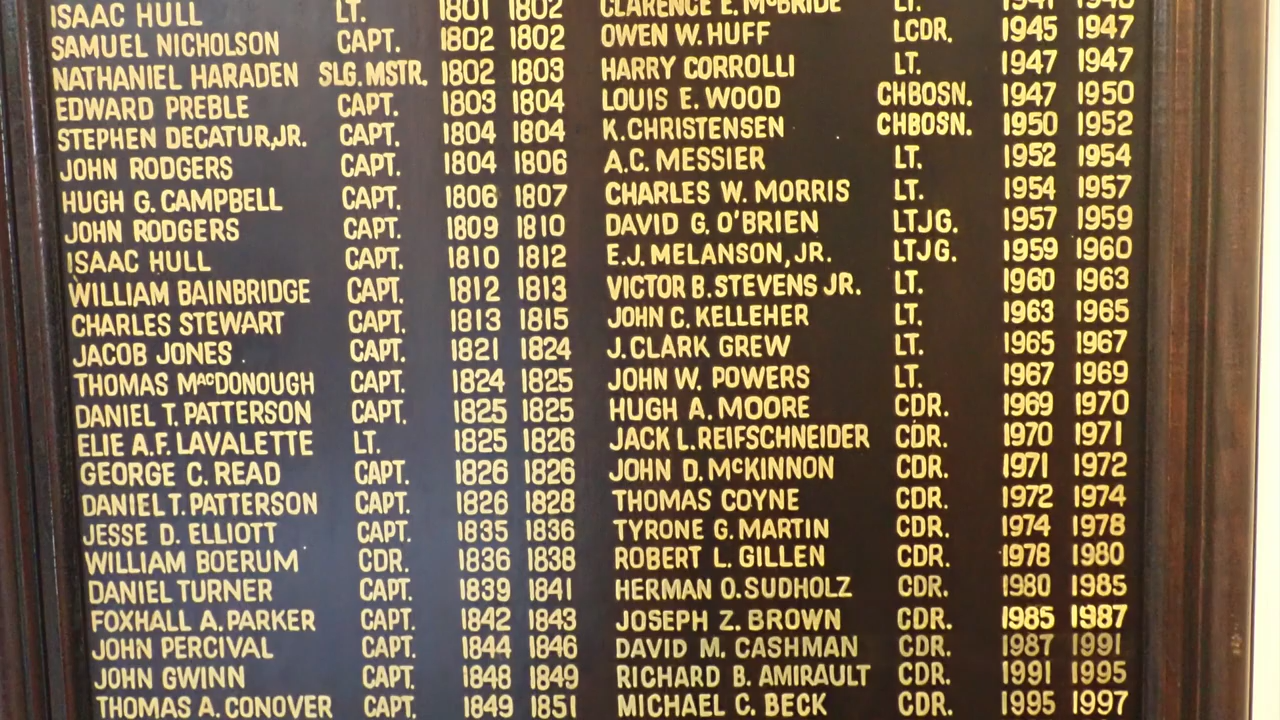 ISAAC HULL LT. 1801 1802
SAMUEL NICHOLSON CAPT. 1802 1802
NATHANIEL HARADEN SLG. MSTR. 1802 1803
EDWARD PREBLE CAPT. 1803 1804
STEPHEN DECATUR, JR. CAPT. 1804 1804
JOHN RODGERS CAPT. 1804 1806
HUGH G. CAMPBELL CAPT. 1806 1807
JOHN RODGERS CAPT. 1809 1810
ISAAC HULL CAPT. 1810 1812
WILLIAM BAINBRIDGE CAPT. 1812 1813
CHARLES STEWART CAPT. 1813 1815
JACOB JONES CAPT. 1821 1824
THOMAS MACDONOUGH CAPT. 1824 1825
DANIEL T. PATTERSON CAPT. 1825 1825
ELIE A.F. LAVALETTE LT. 1825 1826
GEORGE C. READ CAPT. 1826 1826
DANIEL T. PATTERSON CAPT. 1826 1828
JESSE D. ELLIOTT CAPT. 1835 1836
WILLIAM BOERUM CDR. 1836 1838
DANIEL TURNER CAPT. 1839 1841
FOXHALL A. PARKER CAPT. 1842 1843
JOHN PERCIVAL CAPT. 1844 1846
JOHN GWINN CAPT. 1848 1849
THOMAS A. CONOVER CAPT. 1849 1851
CLARENCE E. McBRIDE LT.
OWEN W. HUFF LCDR. 1945 1947
HARRY CORROLLI LT. 1947 1947
LOUIS E. WOOD CHBOSN. 1947 1950
K. CHRISTENSEN CHBOSN. 1950 1952
A.C. MESSIER LT. 1952 1954
CHARLES W. MORRIS LT. 1954 1957
DAVID G. O'BRIEN LTJG. 1957 1959
E.J. MELANSON, JR. LTJG. 1959 1960
VICTOR B. STEVENS JR. LT. 1960 1963
JOHN C. KELLEHER LT. 1963 1965
J. CLARK GREW LT. 1965 1967
JOHN W. POWERS LT. 1967 1969
HUGH A. MOORE CDR. 1969 1970
JACK L. REIFSCHNEIDER CDR. 1970 1971
JOHN D. McKINNON CDR. 1971 1972
THOMAS COYNE CDR. 1972 1974
TYRONE G. MARTIN CDR. 1974 1978
ROBERT L. GILLEN CDR. 1978 1980
HERMAN O. SUDHOLZ CDR. 1980 1985
JOSEPH Z. BROWN CDR. 1985 1987
DAVID M. CASHMAN CDR. 1987 1991
RICHARD B. AMIRAULT CDR. 1991 1995
MICHAEL C. BECK CDR. 1995 1997